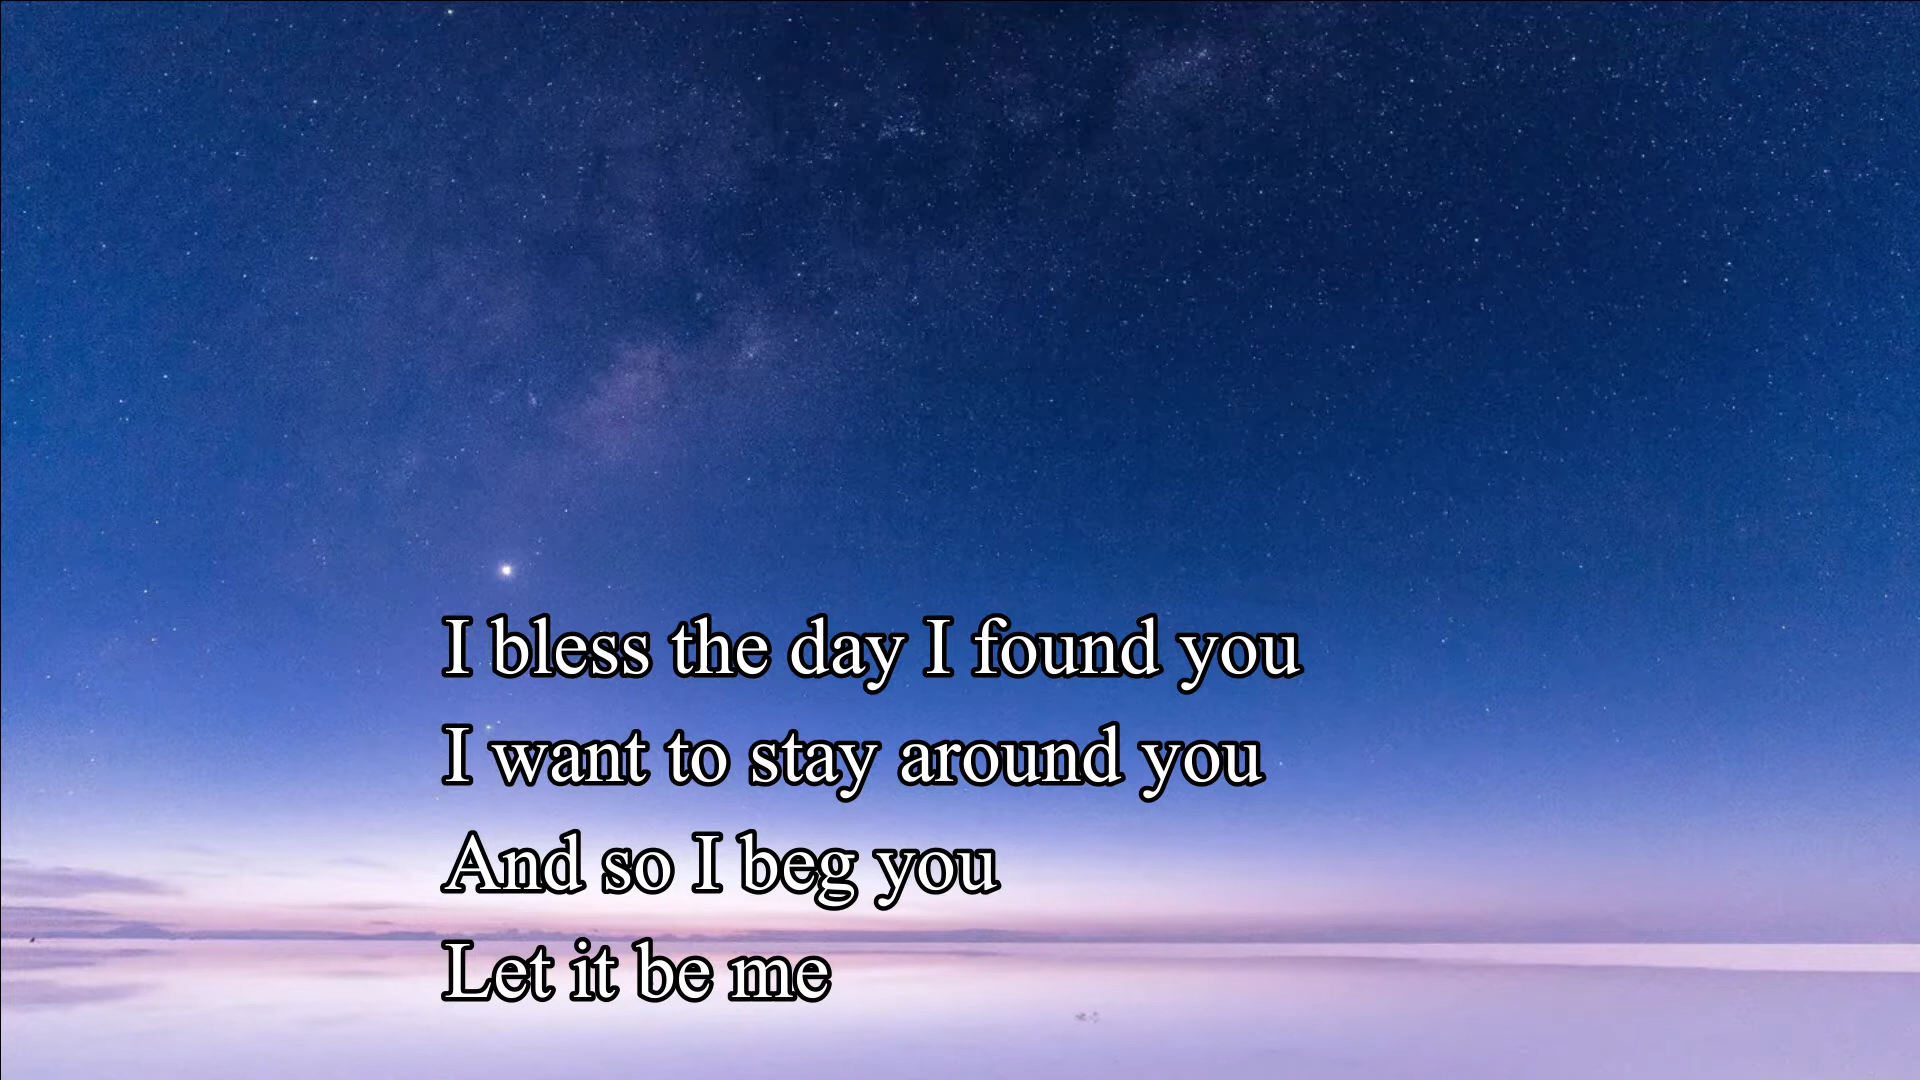 I bless the day I found you
I want to stay around you
And so I beg you
Let it be me